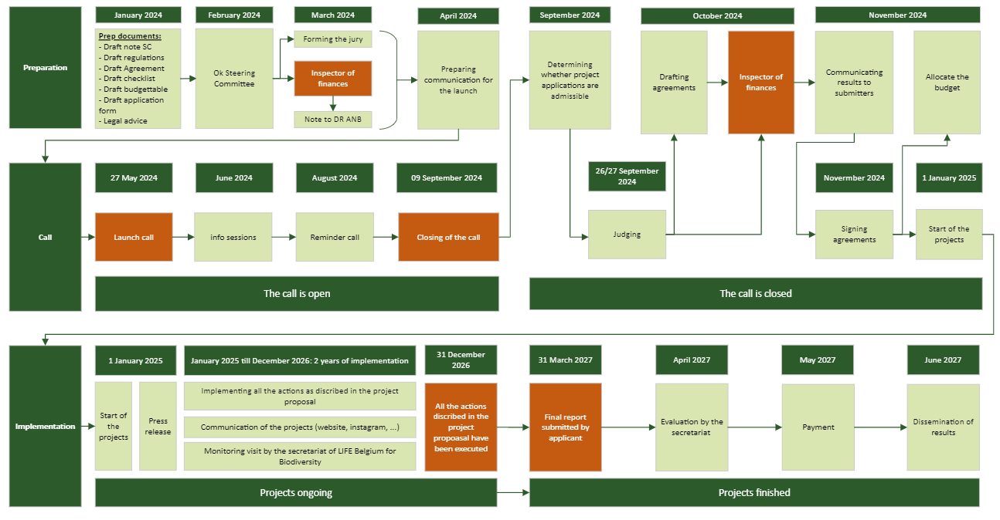 January 2024
February 2024
March 2024
April 2024
September 2024
October 2024
November 2024
Preparation
Prep documents:
- Draft note SC
- Draft regulations
- Draft Agreement
- Draft checklist
- Draft budgettable
- Draft application
form
- Legal advice
Ok Steering
Committee
Forming the jury
Inspector of
finances
Note to DR ANB
Preparing
communication for
the launch
Determining
whether project
applications are
admissible
Drafting
agreements
Inspector of
finances
Communicating
results to
submitters
Allocate the
budget
Call
27 May 2024
June 2024
August 2024
09 September 2024
26/27 September
2024
Novermber 2024
1 January 2025
Launch call
info sessions
Reminder call
Closing of the call
Judging
Signing
agreements
Start of the
projects
The call is open
The call is closed
Implementation
1 January 2025
January 2025 till December 2026: 2 years of implementation
31 December
2026
31 March 2027
April 2027
May 2027
June 2027
Start of
the
projects
Press
release
Implementing all the actions as discribed in the project
proposal
Communication of the projects (website, instagram, ...)
Monitoring visit by the secretariat of LIFE Belgium for
Biodiversity
All the actions
discribed in the
project
propoasal have
been executed
Final report
submitted by
applicant
Evaluation by the
secretariat
Payment
Dissemination of
results
Projects ongoing
Projects finished